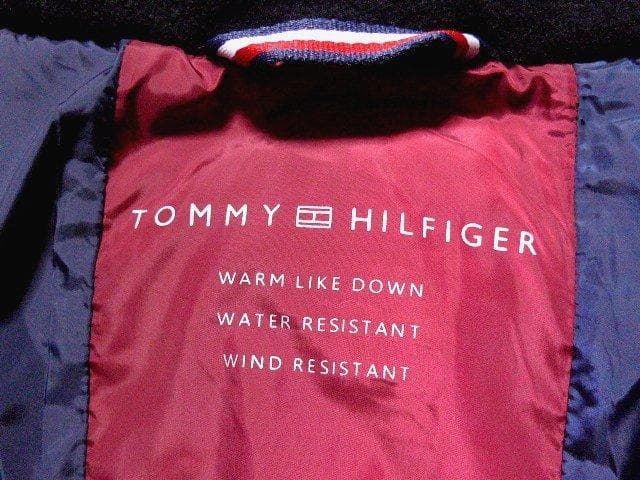 TOMMY HILFIGER
WARM LIKE DOWN
WATER RESISTANT
WIND RESISTANT